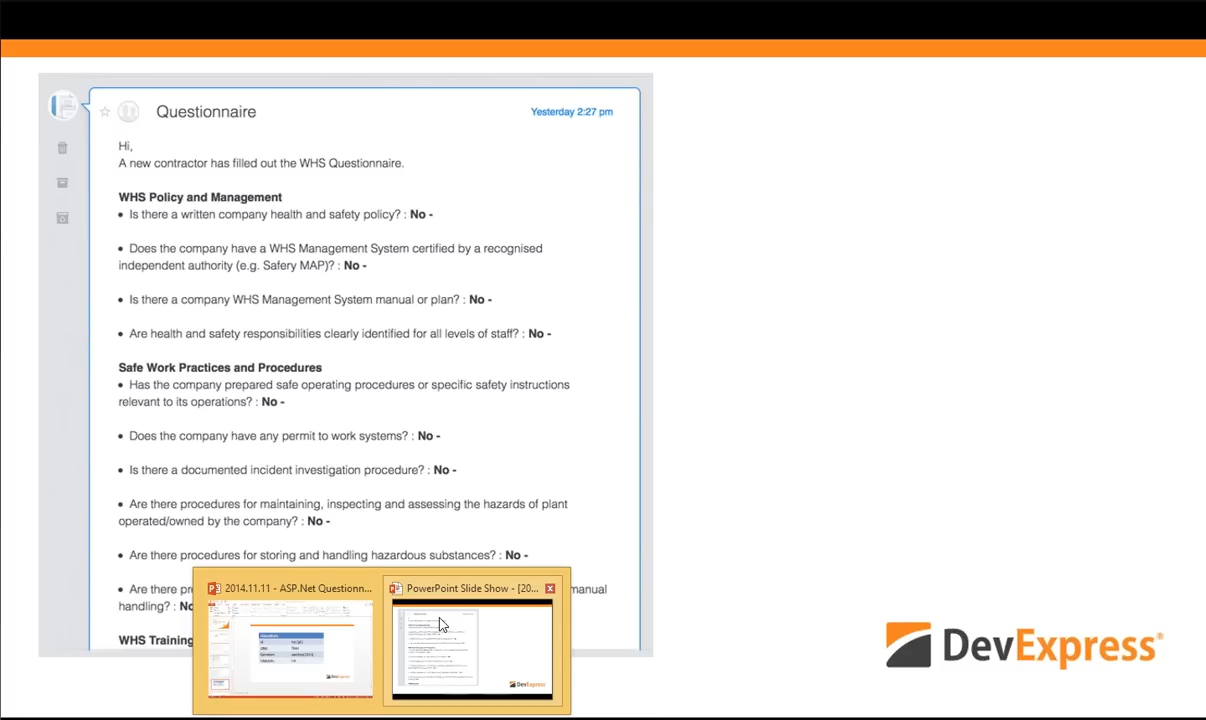 Questionnaire
Yesterday 2:27 pm
Hi,
A new contractor has filled out the WHS Questionnaire.
WHS Policy and Management
• Is there a written company health and safety policy? : No -
• Does the company have a WHS Management System certified by a recognised
independent authority (e.g. Safery MAP)? : No -
• Is there a company WHS Management System manual or plan? : No -
• Are health and safety responsibilities clearly identified for all levels of staff? : No -
Safe Work Practices and Procedures
• Has the company prepared safe operating procedures or specific safety instructions
relevant to its operations? : No -
• Does the company have any permit to work systems? : No -
• Is there a documented incident investigation procedure? : No -
• Are there procedures for maintaining, inspecting and assessing the hazards of plant
operated/owned by the company? : No -
• Are there procedures for storing and handling hazardous substances? : No -
• Are there pr
manual
handling? : No
WHS Training
2014.11.11 - ASP.Net Questionn...
PowerPoint Slide Show - [20...
DevExpress®